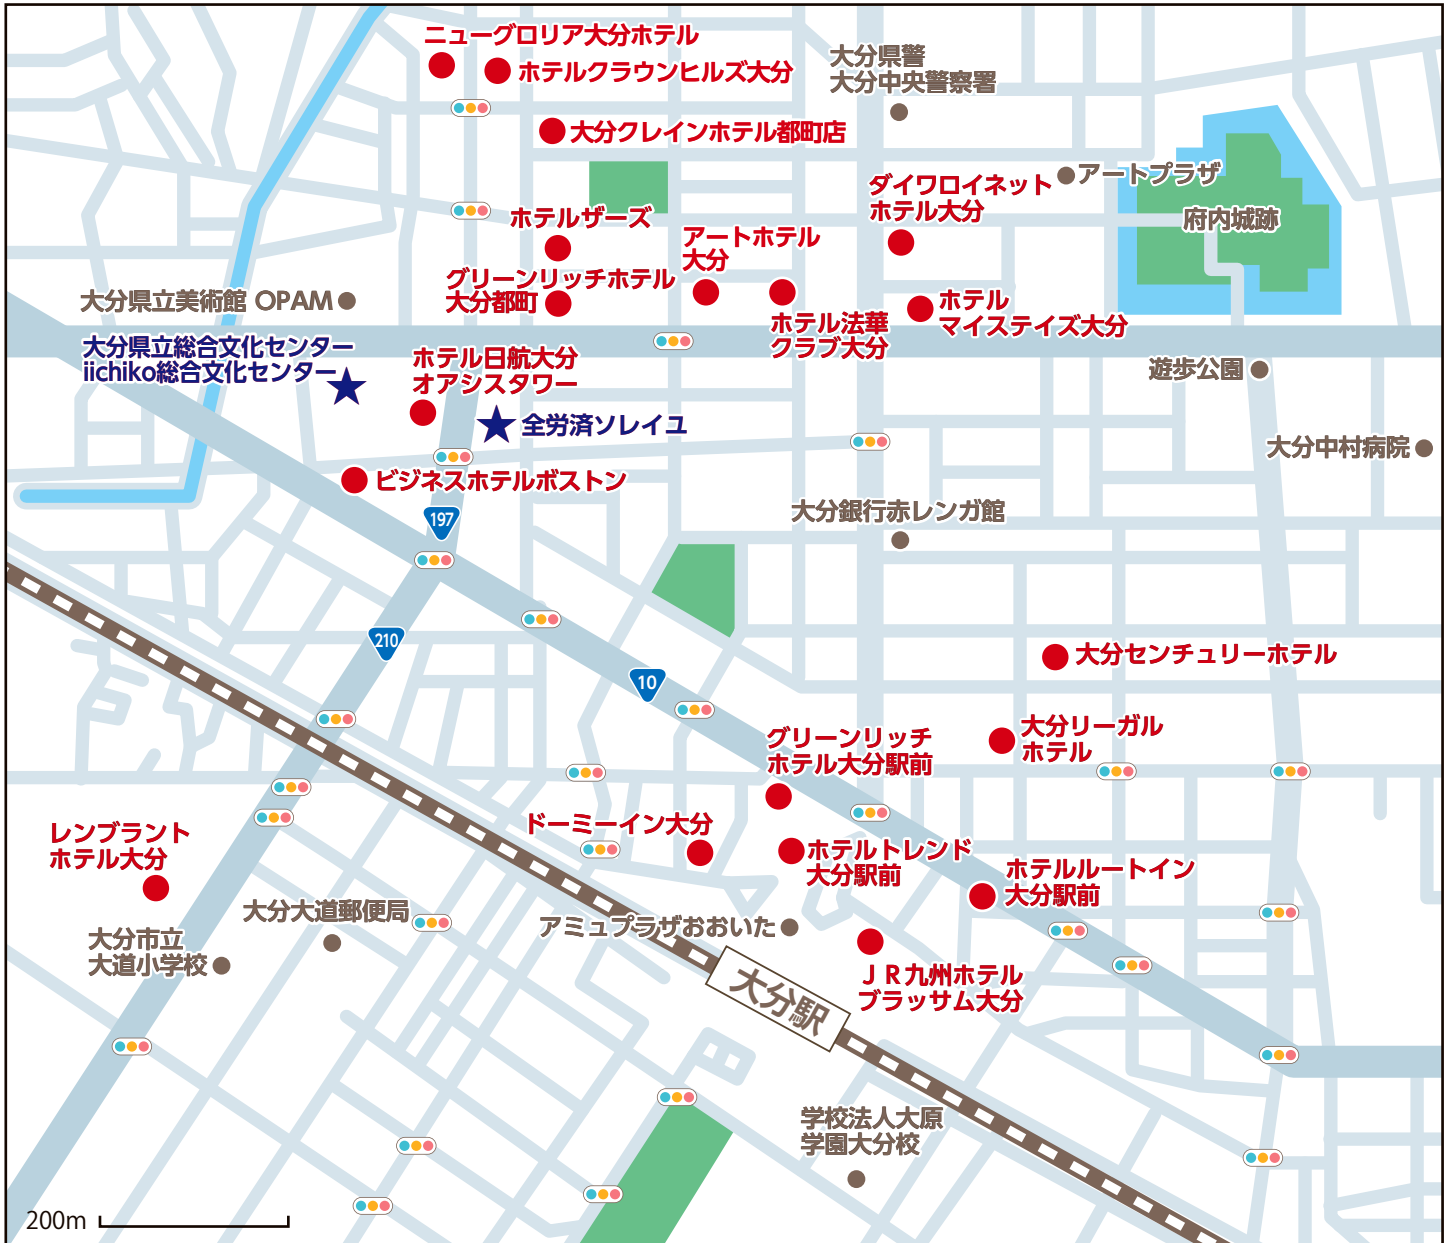 ニューグロリア大分ホテル
ホテルクラウンヒルズ大分
大分県警
大分中央警察署
大分クレインホテル都町店
アートプラザ
ダイワロイネット
ホテル大分
府内城跡
ホテルザーズ
アートホテル
大分
グリーンリッチホテル
大分都町
大分県立美術館 OPAM
ホテル
マイステイズ大分
ホテル法華
クラブ大分
大分県立総合文化センター
iichiko総合文化センター
ホテル日航大分
オアシスタワー
遊歩公園
全労済ソレイユ
大分中村病院
ビジネスホテルボストン
197
大分銀行赤レンガ館
210
大分センチュリーホテル
10
大分リーガル
ホテル
グリーンリッチ
ホテル大分駅前
ドーミーイン大分
レンブラント
ホテル大分
ホテルトレンド
大分駅前
ホテルルートイン
大分駅前
大分大道郵便局
アミュプラザおおいた
大分市立
大道小学校
ＪＲ九州ホテル
ブラッサム大分
大分駅
学校法人大原
学園大分校
200m